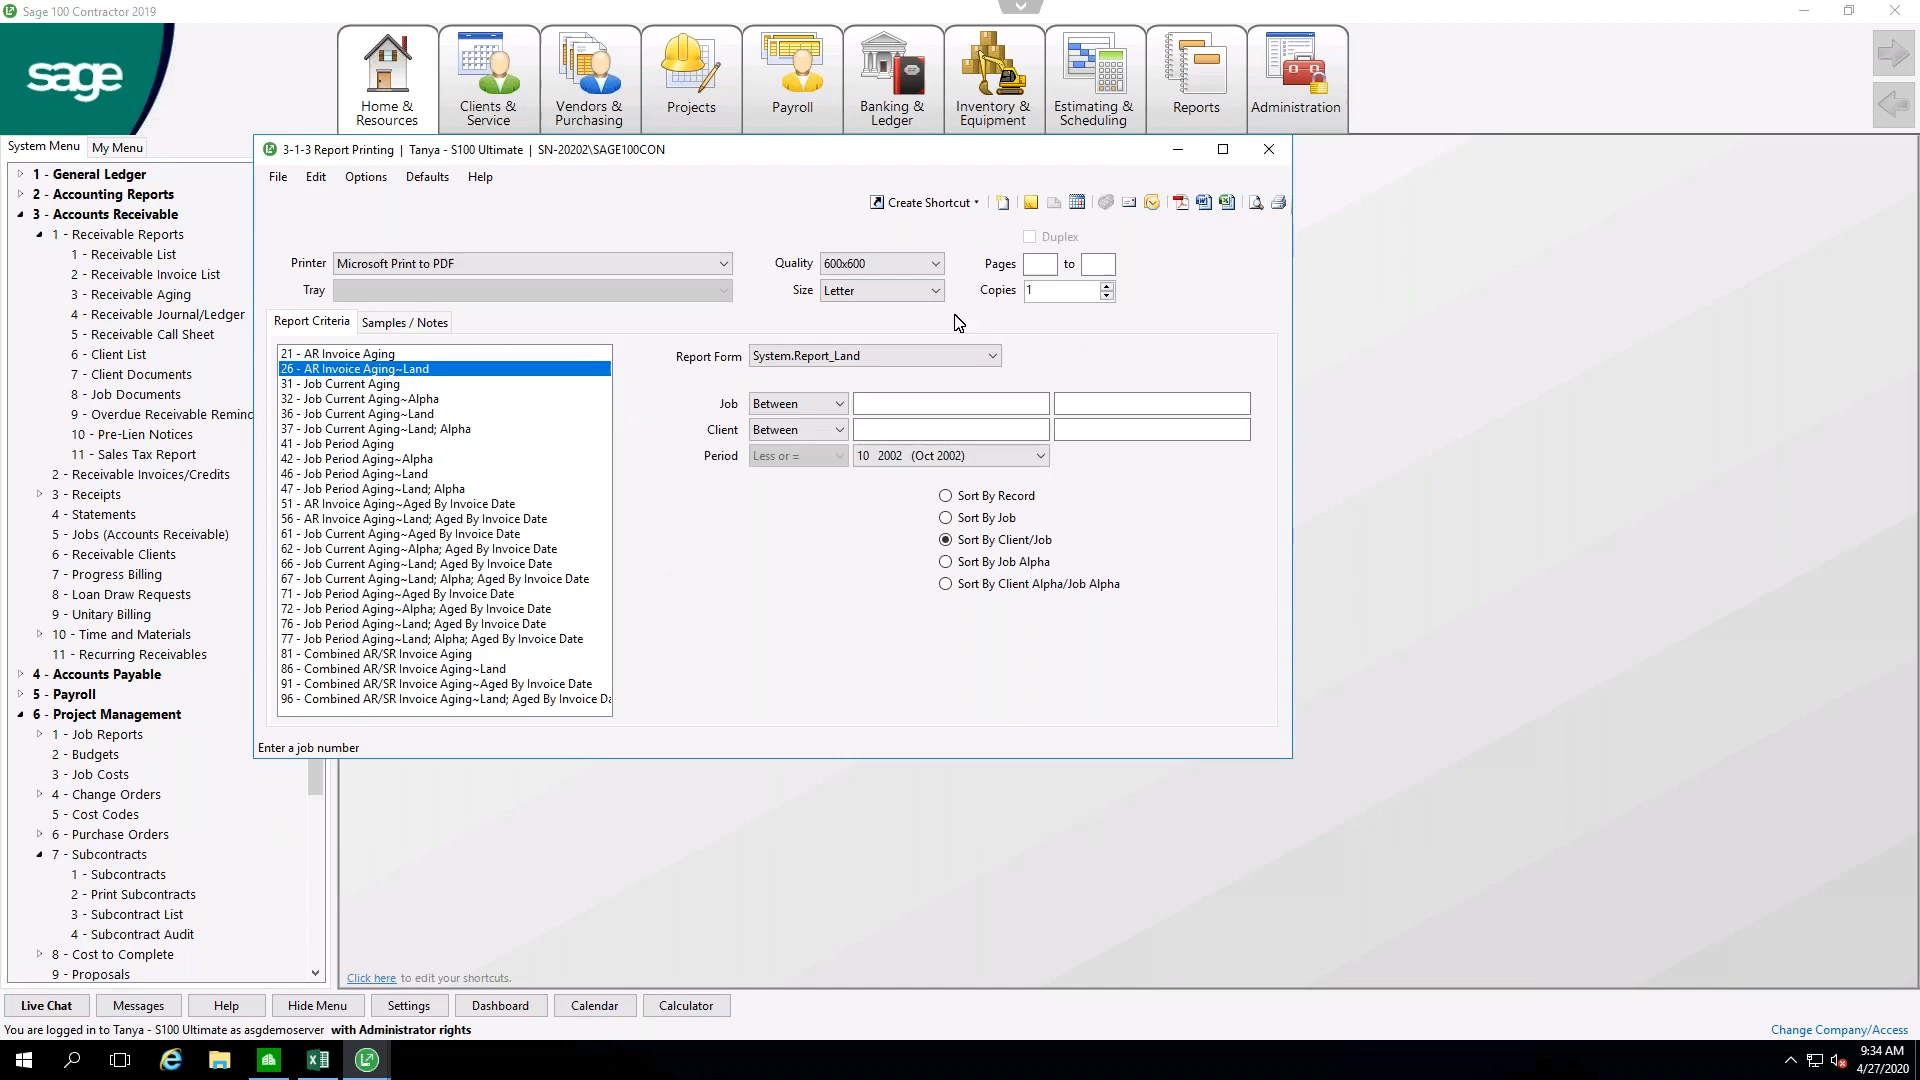 Sage 100 Contractor 2019
sage
Home & Resources
Clients & Service
Vendors & Purchasing
Projects
Payroll
Banking & Ledger
Inventory & Equipment
Estimating & Scheduling
Reports
Administration
System Menu
My Menu
1 - General Ledger
2 - Accounting Reports
3 - Accounts Receivable
1 - Receivable Reports
1 - Receivable List
2 - Receivable Invoice List
3 - Receivable Aging
4 - Receivable Journal/Ledger
5 - Receivable Call Sheet
6 - Client List
7 - Client Documents
8 - Job Documents
9 - Overdue Receivable Remind
10 - Pre-Lien Notices
11 - Sales Tax Report
2 - Receivable Invoices/Credits
3 - Receipts
4 - Statements
5 - Jobs (Accounts Receivable)
6 - Receivable Clients
7 - Progress Billing
8 - Loan Draw Requests
9 - Unitary Billing
10 - Time and Materials
11 - Recurring Receivables
4 - Accounts Payable
5 - Payroll
6 - Project Management
1 - Job Reports
2 - Budgets
3 - Job Costs
4 - Change Orders
5 - Cost Codes
6 - Purchase Orders
7 - Subcontracts
1 - Subcontracts
2 - Print Subcontracts
3 - Subcontract List
4 - Subcontract Audit
8 - Cost to Complete
9 - Proposals
3-1-3 Report Printing | Tanya - S100 Ultimate | SN-20202\SAGE100CON
File Edit Options Defaults Help
Create Shortcut
Duplex
Printer Microsoft Print to PDF Quality 600x600 Pages to
Tray Size Letter Copies 1
Report Criteria Samples / Notes
21 - AR Invoice Aging
26 - AR Invoice Aging~Land
31 - Job Current Aging
32 - Job Current Aging~Alpha
36 - Job Current Aging~Land
37 - Job Current Aging~Land; Alpha
41 - Job Period Aging
42 - Job Period Aging~Alpha
46 - Job Period Aging~Land
47 - Job Period Aging~Land; Alpha
51 - AR Invoice Aging~Aged By Invoice Date
56 - AR Invoice Aging~Land; Aged By Invoice Date
61 - Job Current Aging~Aged By Invoice Date
62 - Job Current Aging~Alpha; Aged By Invoice Date
66 - Job Current Aging~Land; Aged By Invoice Date
67 - Job Current Aging~Land; Alpha; Aged By Invoice Date
71 - Job Period Aging~Aged By Invoice Date
72 - Job Period Aging~Alpha; Aged By Invoice Date
76 - Job Period Aging~Land; Aged By Invoice Date
77 - Job Period Aging~Land; Alpha; Aged By Invoice Date
81 - Combined AR/SR Invoice Aging
86 - Combined AR/SR Invoice Aging~Land
91 - Combined AR/SR Invoice Aging~Aged By Invoice Date
96 - Combined AR/SR Invoice Aging~Land; Aged By Invoice Da
Report Form System.Report_Land
Job Between
Client Between
Period Less or = 10 2002 (Oct 2002)
Sort By Record
Sort By Job
Sort By Client/Job
Sort By Job Alpha
Sort By Client Alpha/Job Alpha
Enter a job number
Click here to edit your shortcuts.
Live Chat Messages Help Hide Menu Settings Dashboard Calendar Calculator
You are logged in to Tanya - S100 Ultimate as asgdemoserver with Administrator rights
Change Company/Access
9:34 AM
4/27/2020